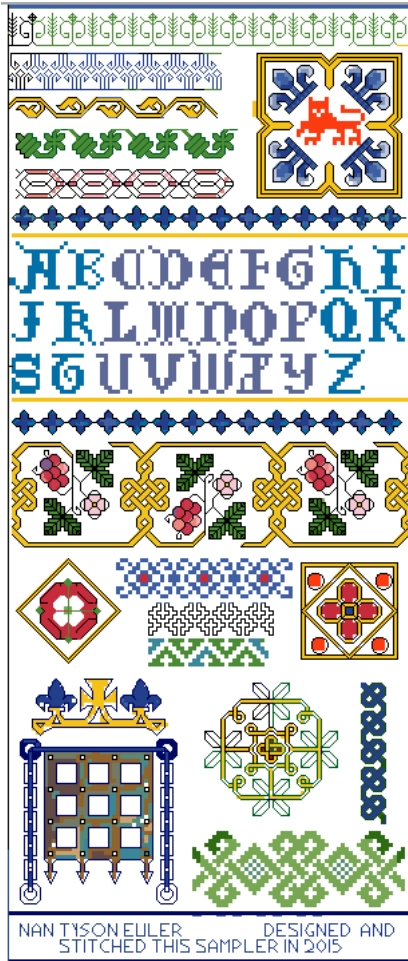 ABCDEFGHI
JKLMNOPQR
STUVWXYZ
NAN TYSON EULER DESIGNED AND
STITCHED THIS SAMPLER IN 2015